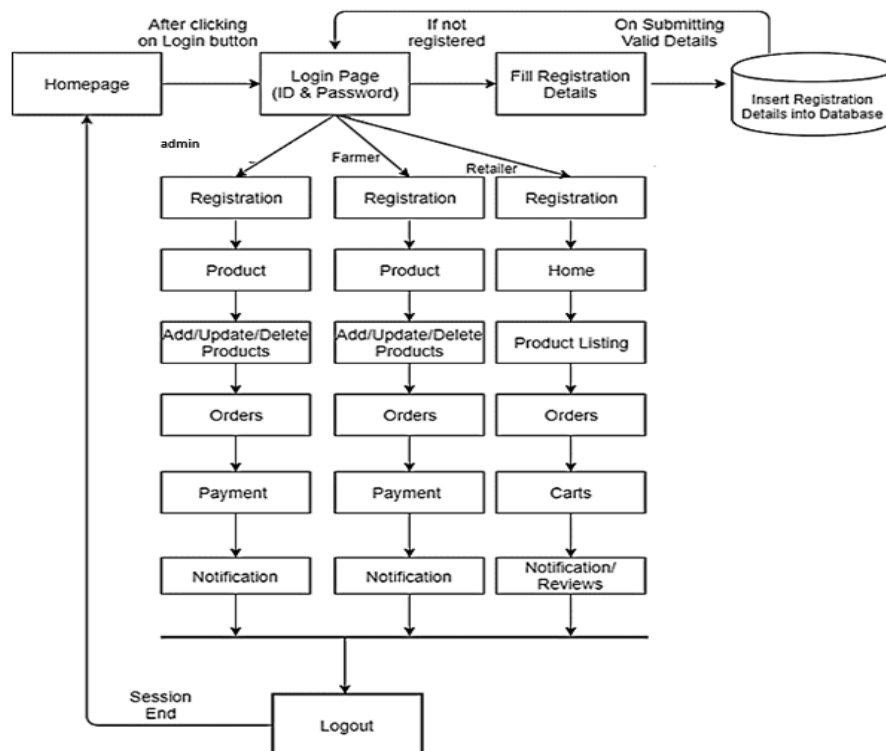 After clicking
on Login button
If not
registered
On Submitting
Valid Details
Homepage
Login Page
(ID & Password)
Fill Registration
Details
Insert Registration
Details into Database
admin
Farmer
Retailer
Registration
Registration
Registration
Product
Product
Home
Add/Update/Delete
Products
Add/Update/Delete
Products
Product Listing
Orders
Orders
Orders
Payment
Payment
Carts
Notification
Notification
Notification/
Reviews
Session
End
Logout